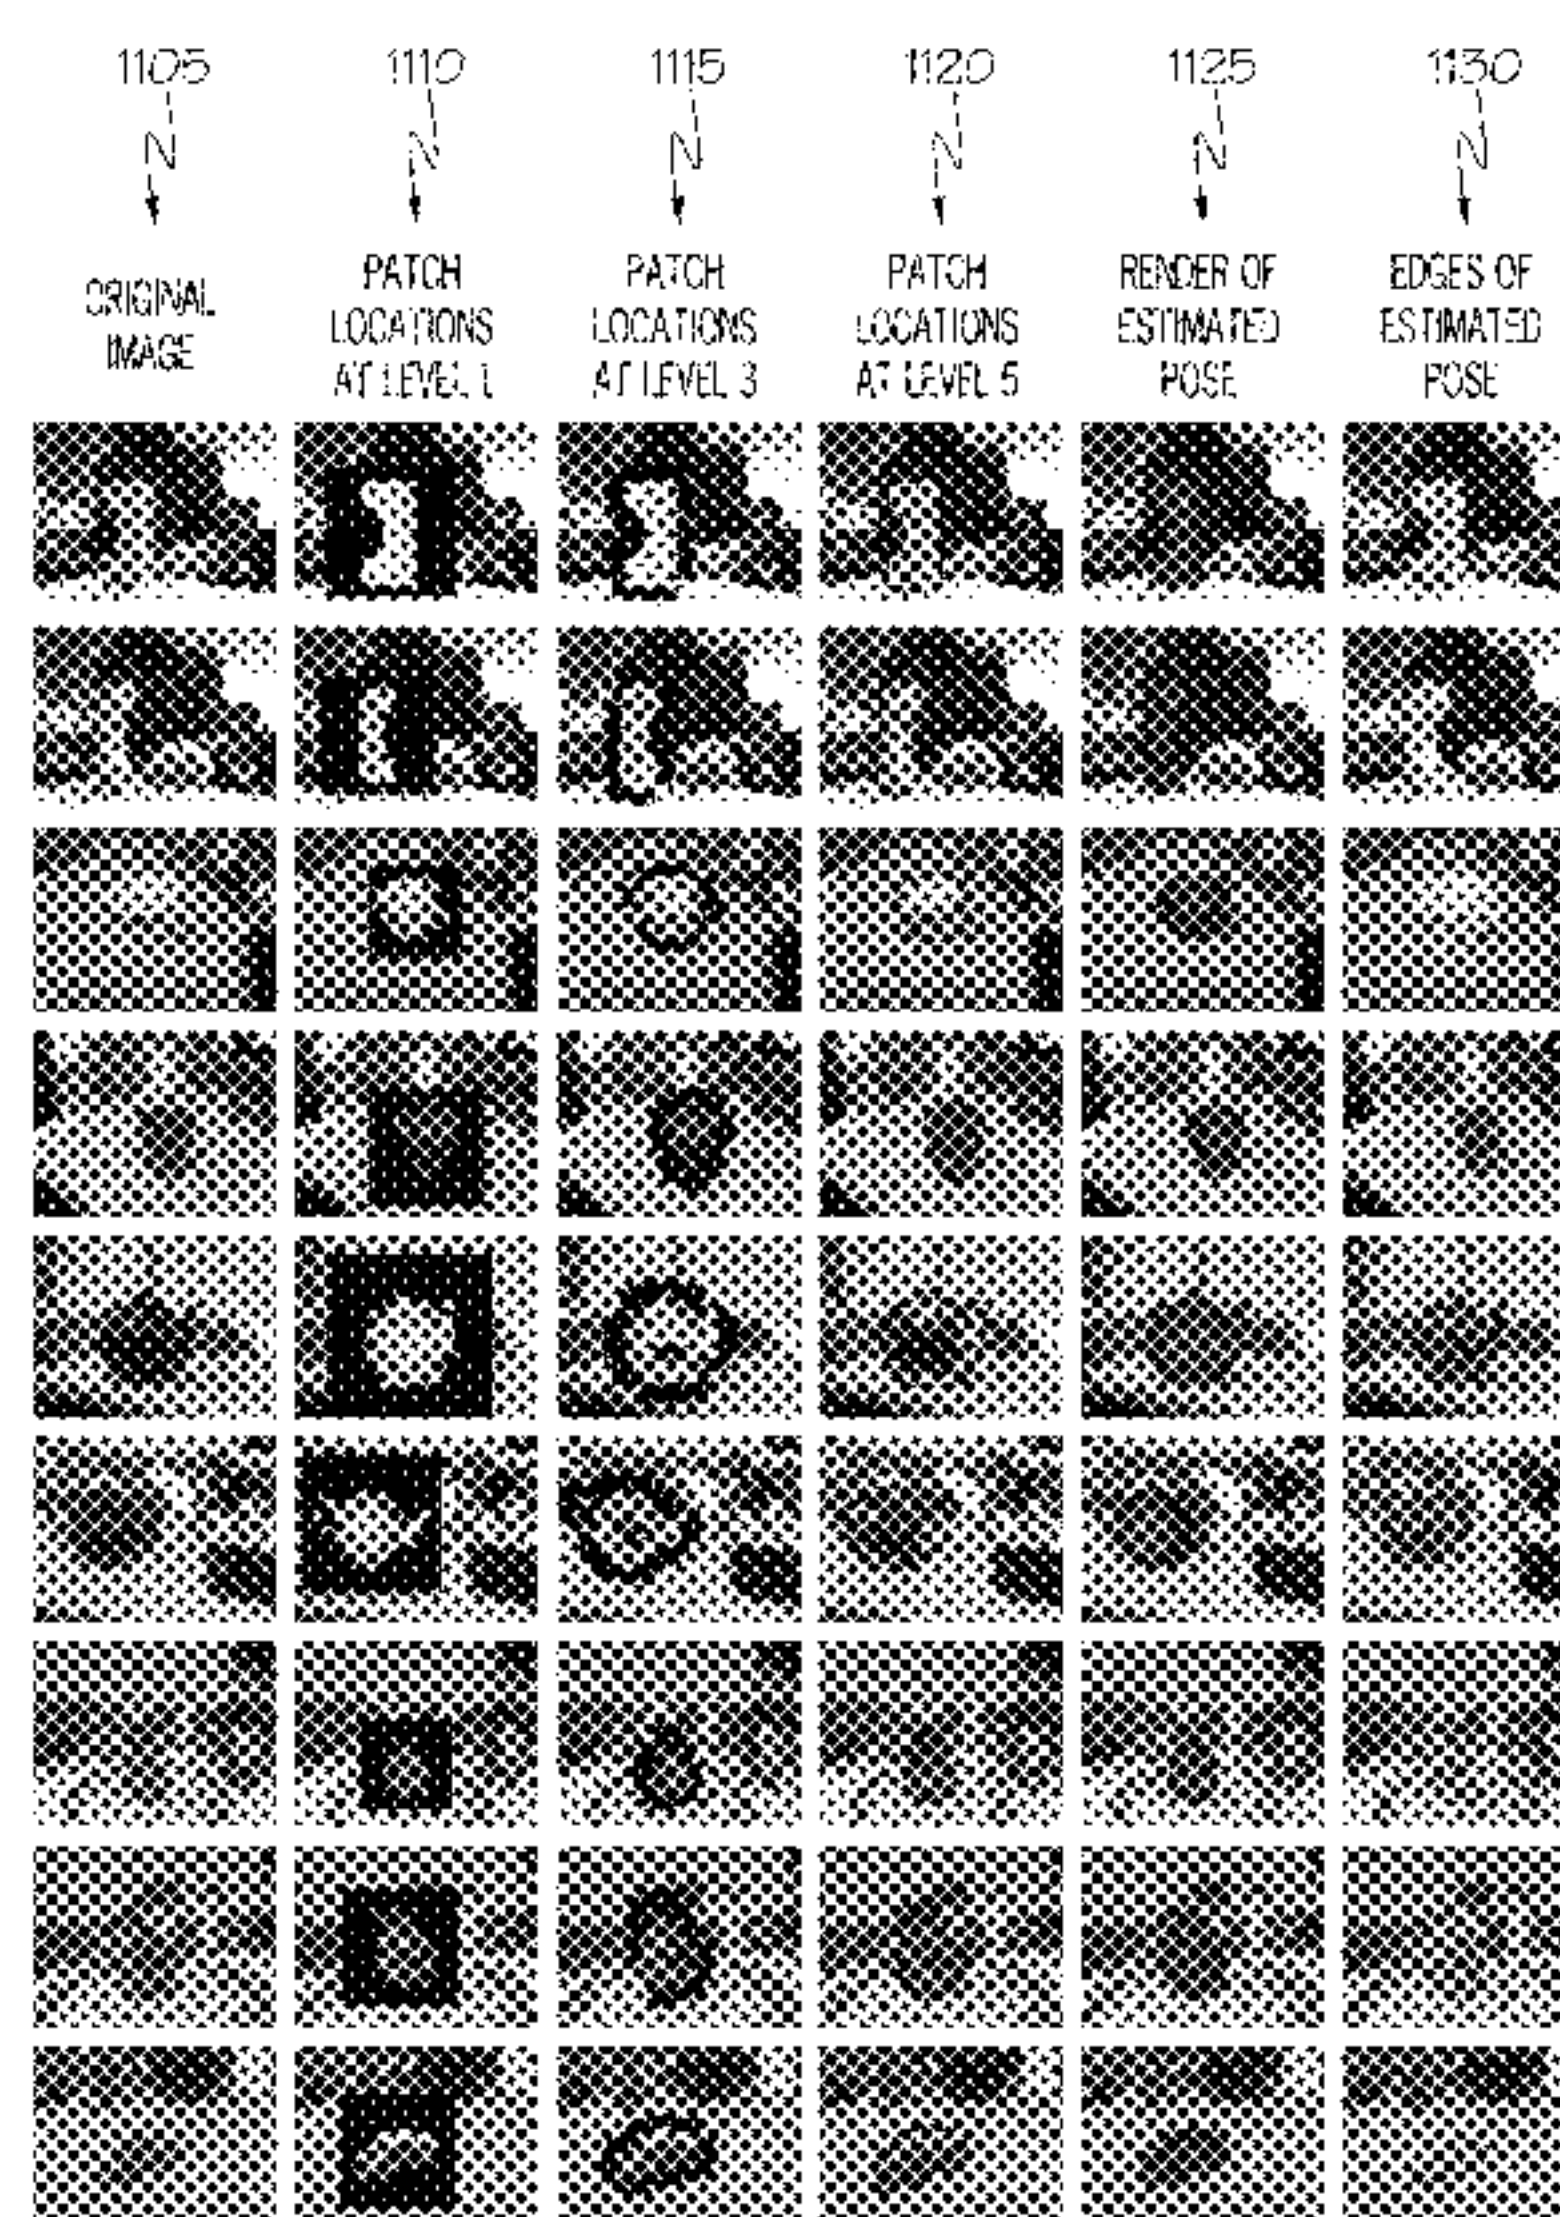 1105 1110 1115 1120 1125 1130
ORIGINAL
IMAGE
PATCH
LOCATIONS
AT LEVEL 1
PATCH
LOCATIONS
AT LEVEL 3
PATCH
LOCATIONS
AT LEVEL 5
RENDER OF
ESTIMATED
POSE
EDGES OF
ESTIMATED
POSE